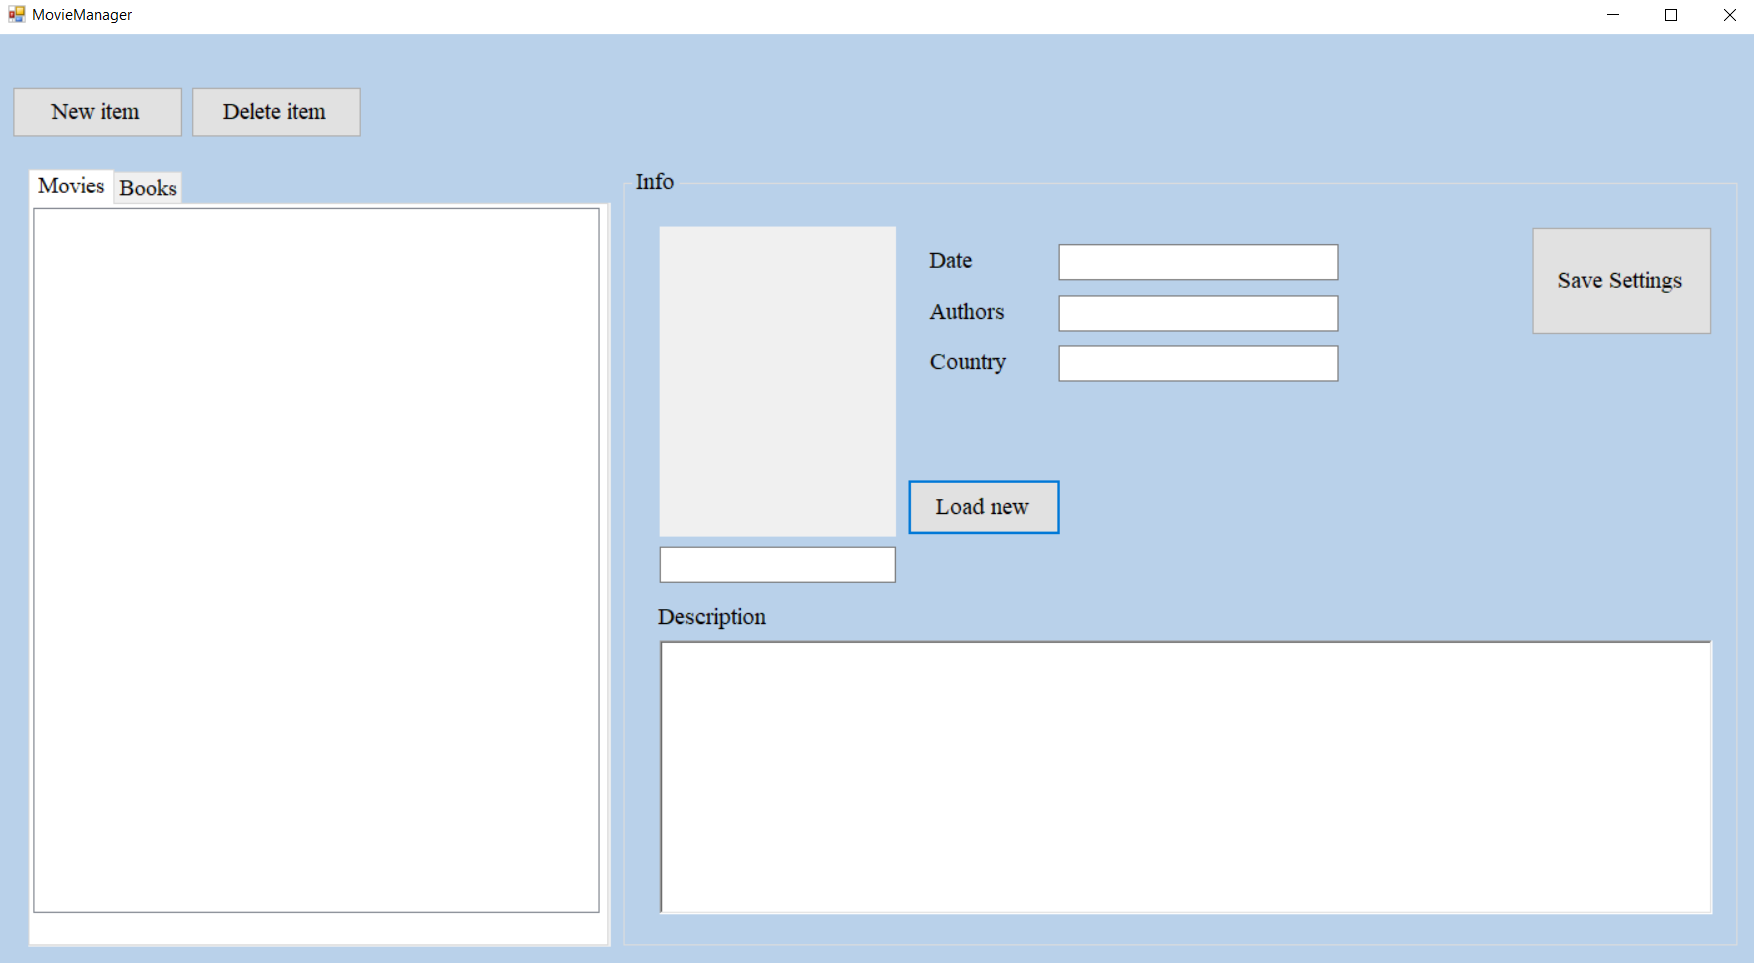 MovieManager
New item
Delete item
Movies
Books
Info
Date
Authors
Country
Save Settings
Load new
Description